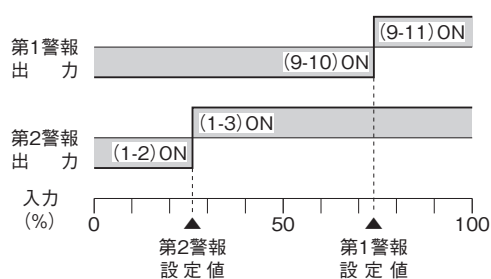 (9-11)ON
第1警報
出 力
(9-10)ON
(1-3)ON
第2警報
出 力
(1-2)ON
入力
(%)
0 50 100
第2警報
設定値
第1警報
設定値